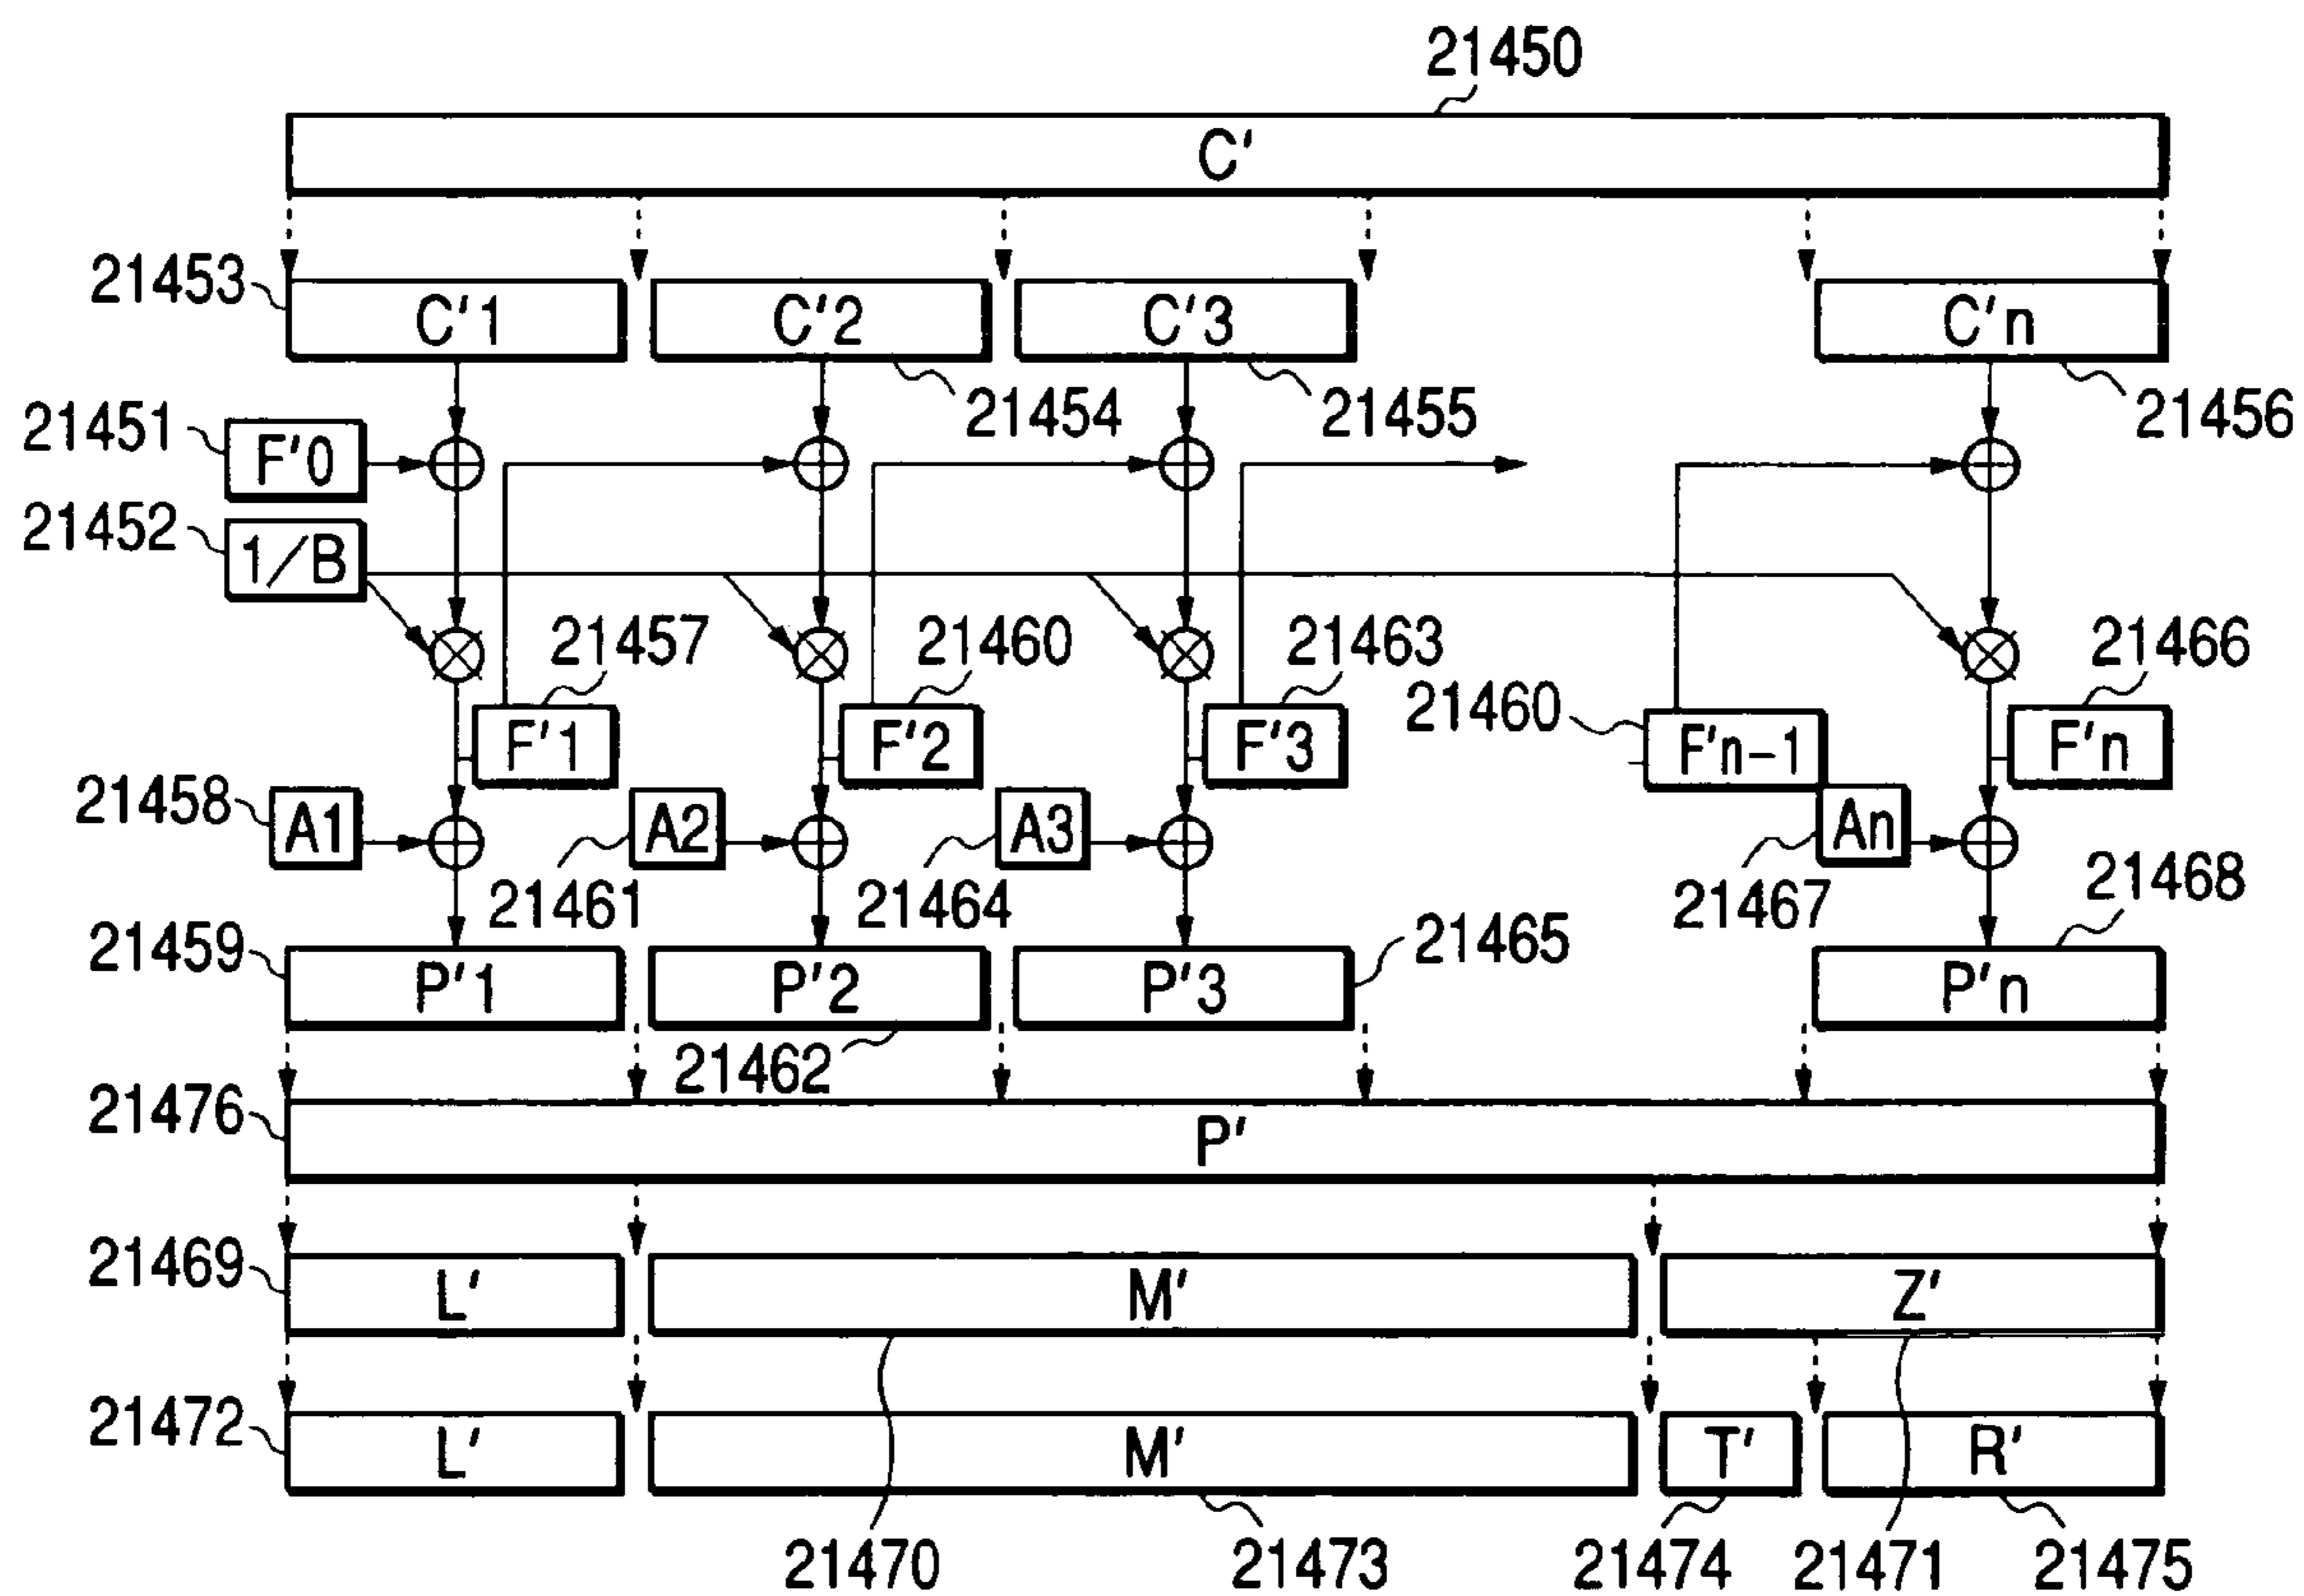 21450
C'
21453
C'1
C'2
C'3
C'n
21454
21455
21456
21451
F'0
21452
1/B
21457
21460
21463
21466
21460
F'1
F'2
F'3
F'n-1
F'n
21458
A1
A2
A3
An
21461
21464
21467
21468
21459
P'1
P'2
P'3
21465
P'n
21462
21476
P'
21469
L'
M'
Z'
21472
L'
M'
T'
R'
21470
21473
21474
21471
21475